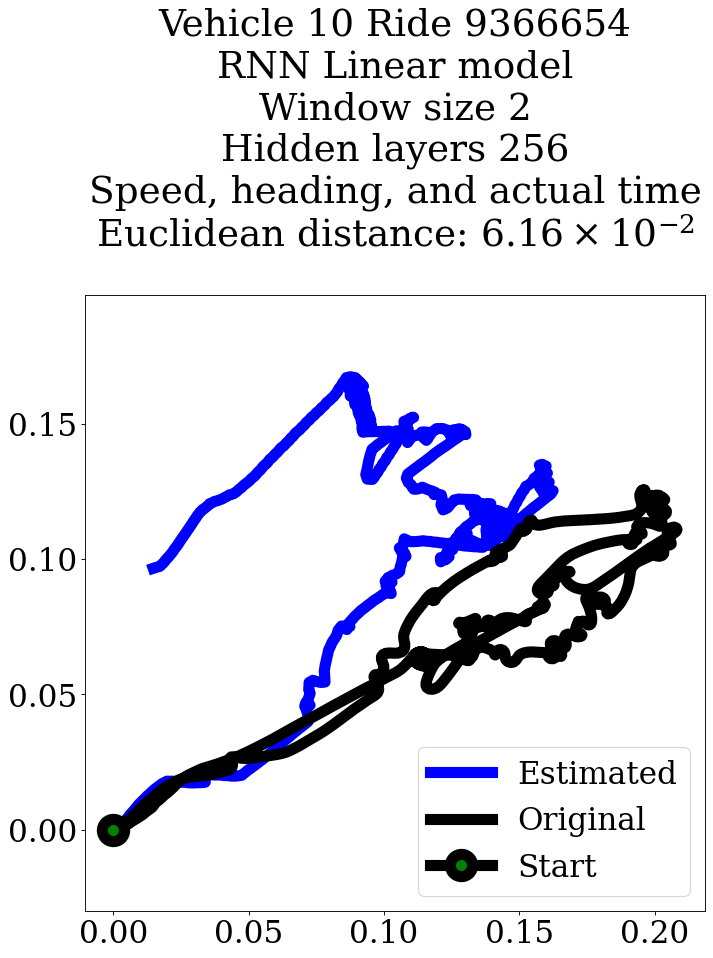 Vehicle 10 Ride 9366654
RNN Linear model
Window size 2
Hidden layers 256
Speed, heading, and actual time
Euclidean distance: 6.16 × 10⁻²
0.15
0.10
0.05
0.00
0.00 0.05 0.10 0.15 0.20
Estimated
Original
Start